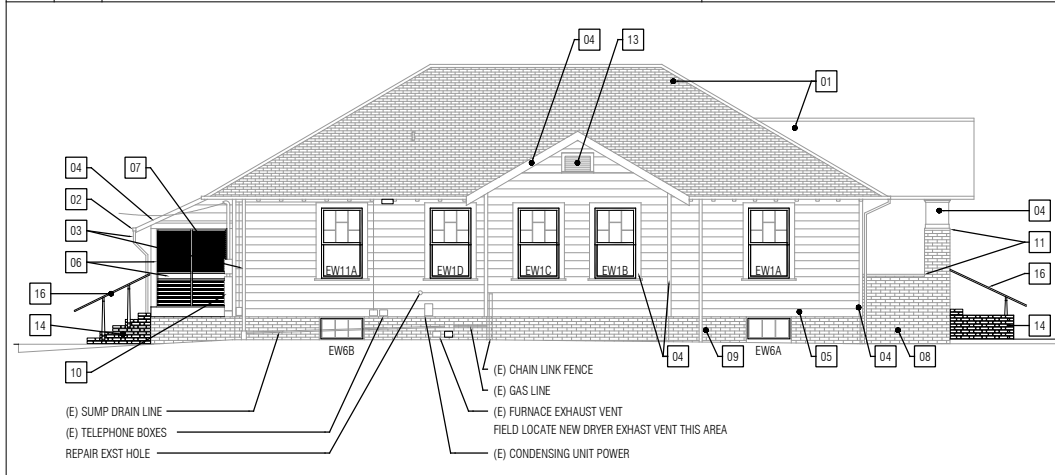 04
13
01
07
04
02
03
06
16
14
10
04
11
16
14
EW11A
EW1D
EW1C
EW1B
EW1A
EW6B
EW6A
04
09
05
04
08
(E) SUMP DRAIN LINE
(E) TELEPHONE BOXES
REPAIR EXST HOLE
(E) CHAIN LINK FENCE
(E) GAS LINE
(E) FURNACE EXHAUST VENT
FIELD LOCATE NEW DRYER EXHAST VENT THIS AREA
(E) CONDENSING UNIT POWER